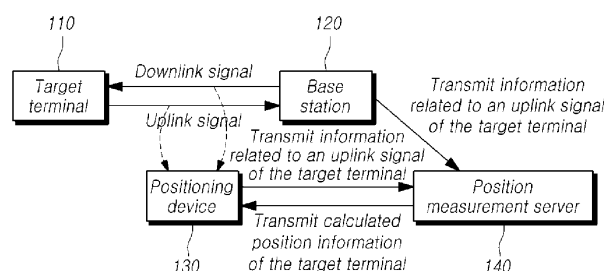 110
120
Target
terminal
Downlink signal
Uplink signal
Base
station
Transmit information
related to an uplink signal
of the target terminal
Transmit information
related to an uplink signal
of the target terminal
Positioning
device
Position
measurement server
Transmit calculated
position information
of the target terminal
130
140